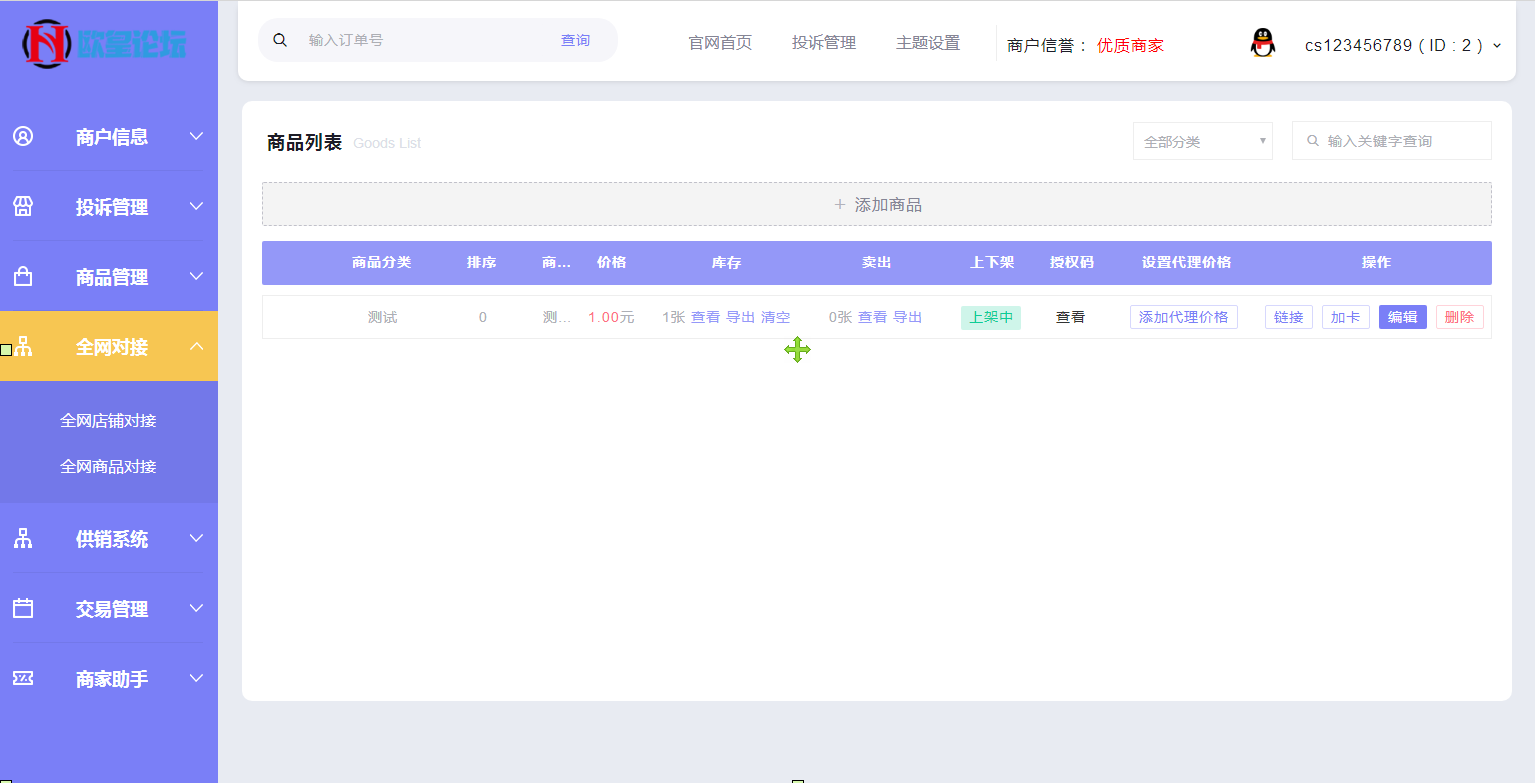 欧皇论坛
输入订单号 查询 官网首页 投诉管理 主题设置 商户信誉： 优质商家 cs123456789 ( ID : 2 )
商户信息
投诉管理
商品管理
全网对接
全网店铺对接
全网商品对接
供销系统
交易管理
商家助手
商品列表 Goods List 全部分类 输入关键字查询
+ 添加商品
商品分类 排序 商... 价格 库存 卖出 上下架 授权码 设置代理价格 操作
测试 0 测... 1.00元 1张 查看 导出 清空 0张 查看 导出 上架中 查看 添加代理价格 链接 加卡 编辑 删除